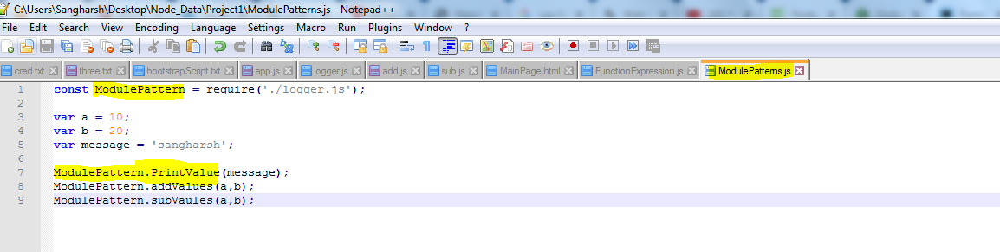 C:\Users\Sangharsh\Desktop\Node_Data\Project1\ModulePatterns.js - Notepad++
File Edit Search View Encoding Language Settings Macro Run Plugins Window ?
cred.txt three.txt bootstrapScript.txt app.js logger.js add.js sub.js MainPage.html FunctionExpression.js ModulePatterns.js
1 const ModulePattern = require('./logger.js');
2
3 var a = 10;
4 var b = 20;
5 var message = 'sangharsh';
6
7 ModulePattern.PrintValue(message);
8 ModulePattern.addValues(a,b);
9 ModulePattern.subVaules(a,b);